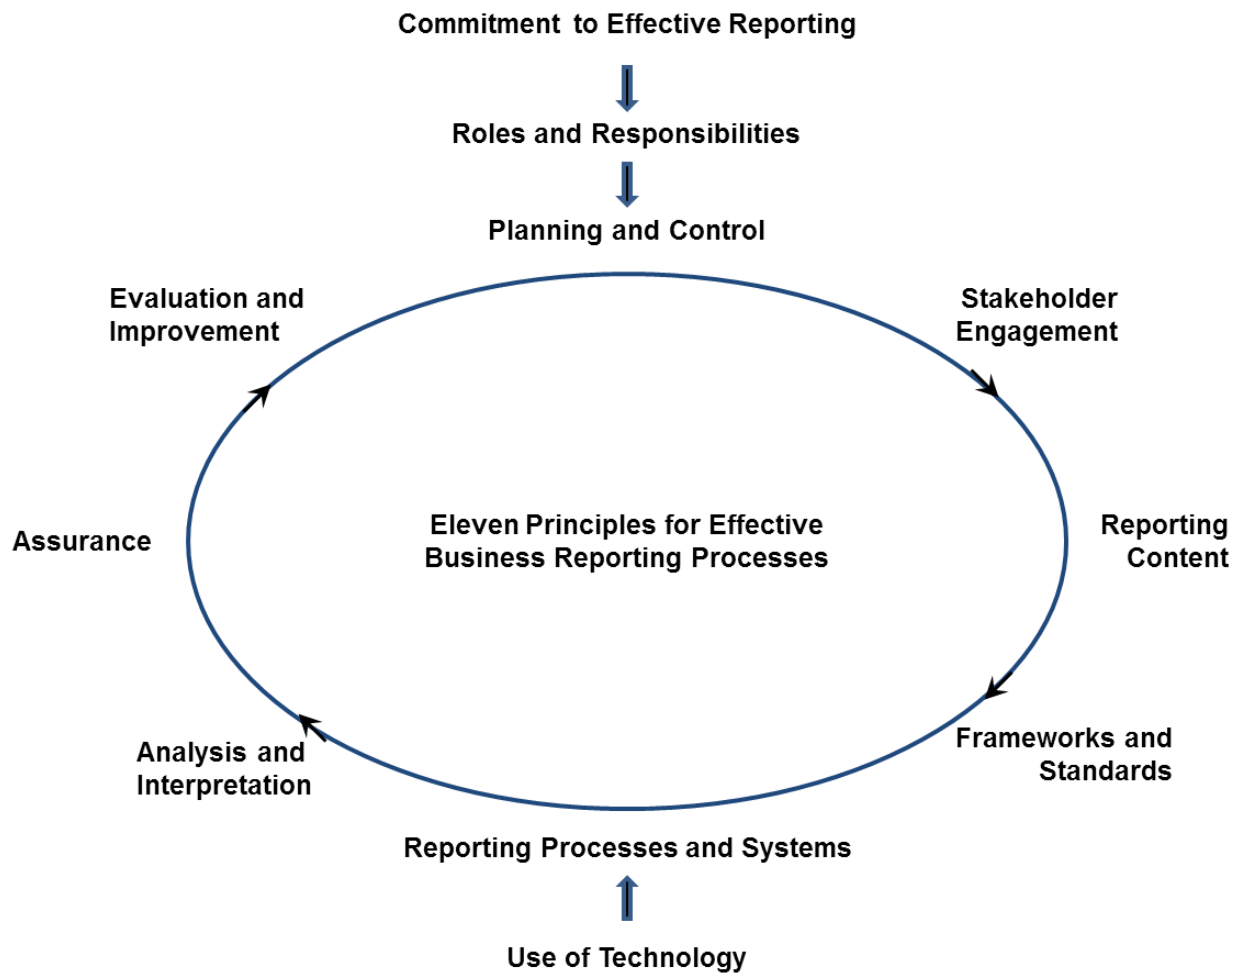 Commitment to Effective Reporting
Roles and Responsibilities
Planning and Control
Evaluation and
Improvement
Stakeholder
Engagement
Assurance
Eleven Principles for Effective
Business Reporting Processes
Reporting
Content
Analysis and
Interpretation
Frameworks and
Standards
Reporting Processes and Systems
Use of Technology